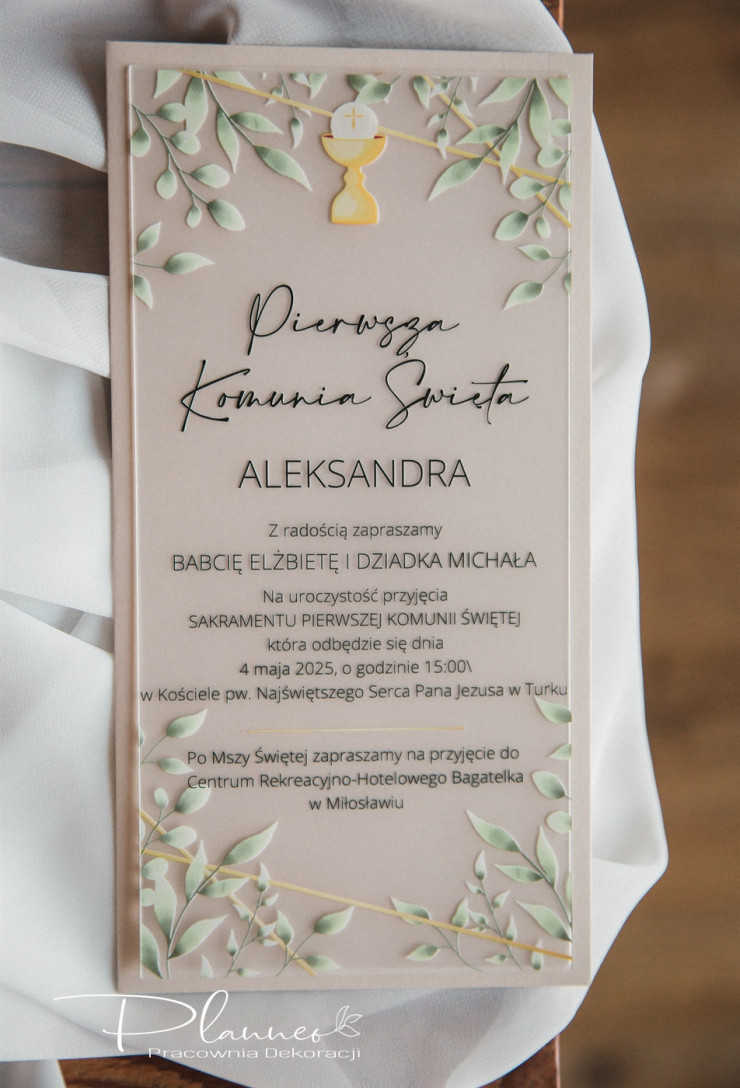 Pierwsza
Komunia Święta
ALEKSANDRA
Z radością zapraszamy
BABCIĘ ELŻBIETĘ I DZIADKA MICHAŁA
Na uroczystość przyjęcia
SAKRAMENTU PIERWSZEJ KOMUNII ŚWIĘTEJ
która odbędzie się dnia
4 maja 2025, o godzinie 15:00\
w Kościele pw. Najświętszego Serca Pana Jezusa w Turku
Po Mszy Świętej zapraszamy na przyjęcie do
Centrum Rekreacyjno-Hotelowego Bagatelka
w Miłosławiu
Planneo
Pracownia Dekoracji